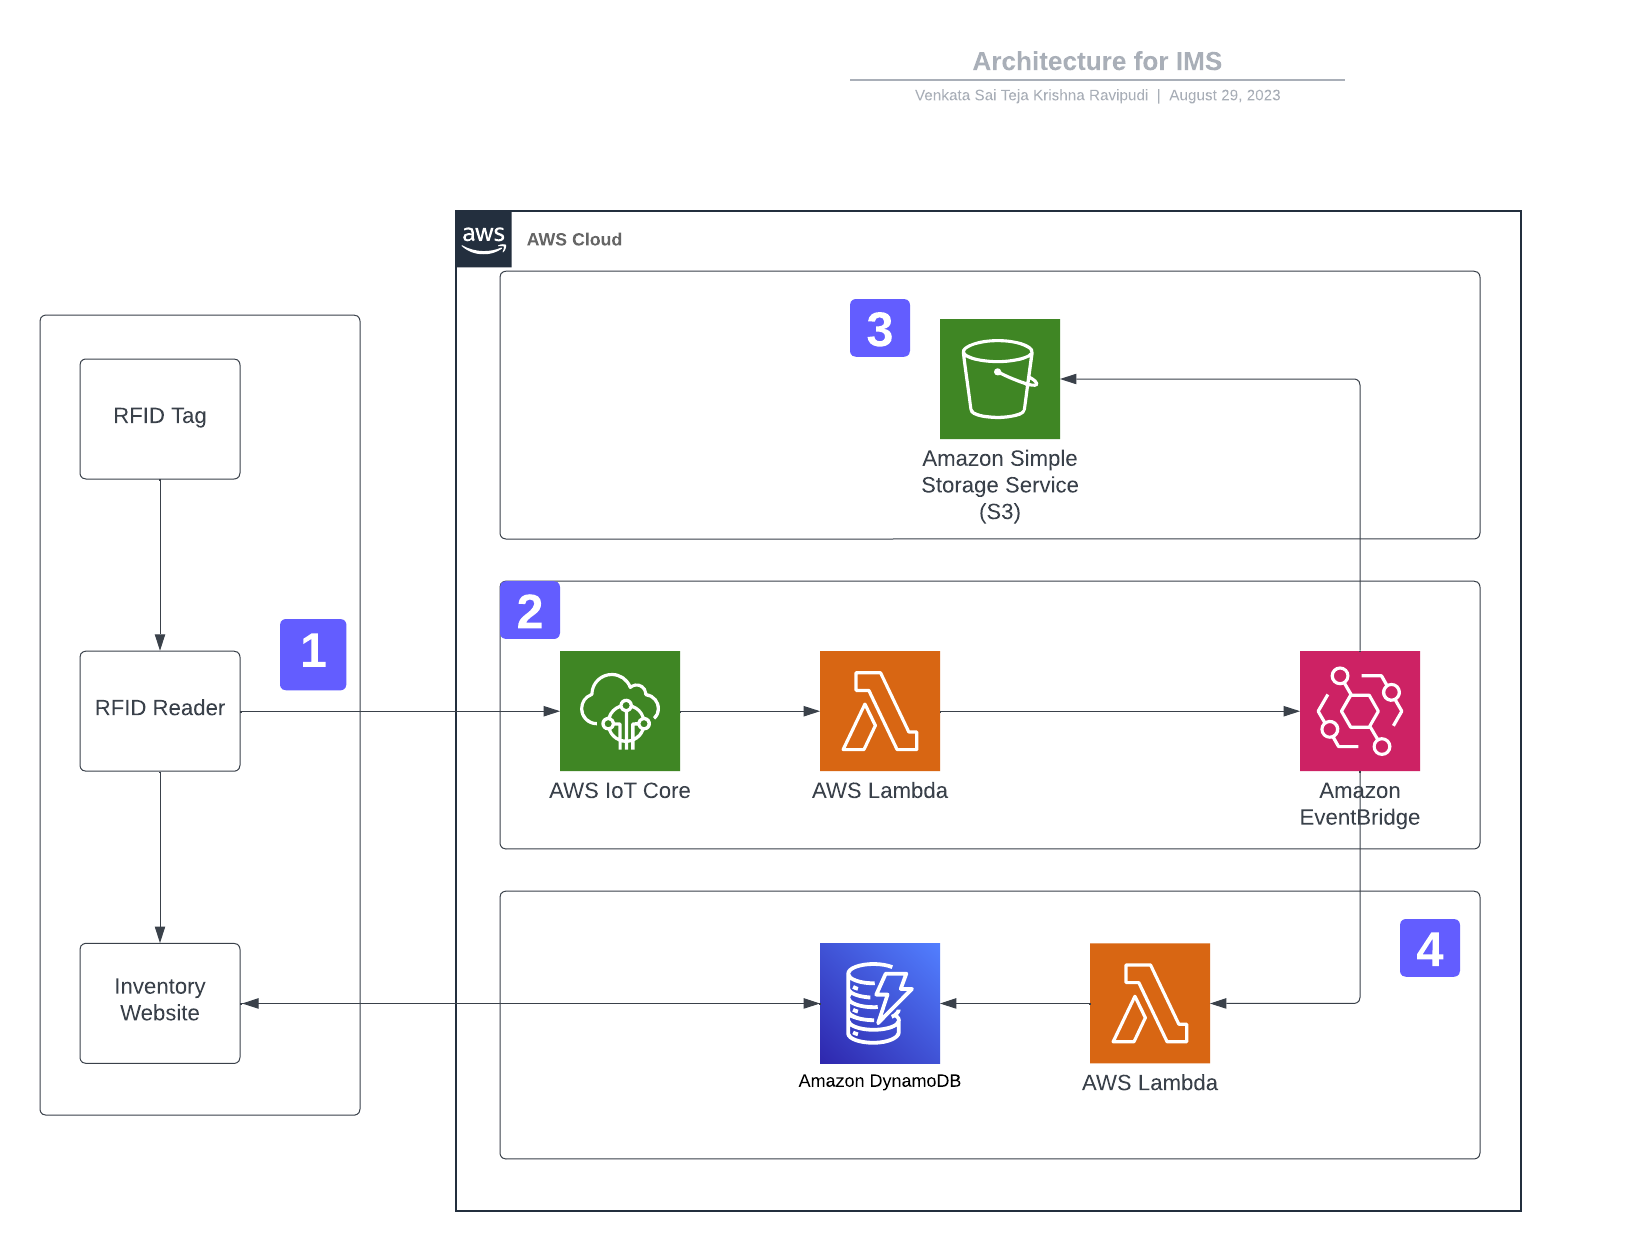 Architecture for IMS
Venkata Sai Teja Krishna Ravipudi | August 29, 2023
aws
AWS Cloud
3
Amazon Simple
Storage Service
(S3)
RFID Tag
1
RFID Reader
2
AWS IoT Core
AWS Lambda
Amazon
EventBridge
Inventory
Website
4
Amazon DynamoDB
AWS Lambda